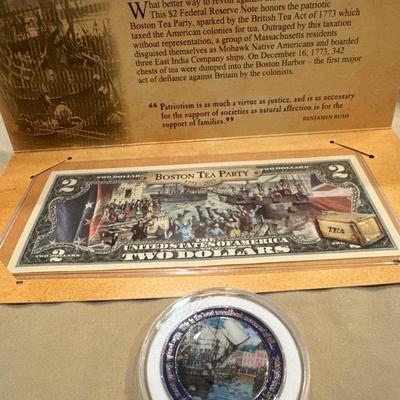 What better way to revolt against
This $2 Federal Reserve Note honors the patriotic
Boston Tea Party, sparked by the British Tea Act of 1773 which
taxed the American colonies for tea. Outraged by this taxation
without representation, a group of Massachusetts residents
disguised themselves as Mohawk Native Americans and boarded
three East India Company ships. On December 16, 1773, 342
chests of tea were dumped into the Boston Harbor – the first major
act of defiance against Britain by the colonists.
“Patriotism is as much a virtue as justice, and is as necessary
for the support of societies as natural affection is for the
support of families.”
BENJAMIN RUSH
2 TWO DOLLARS BOSTON TEA PARTY TWO DOLLARS 2
TEA
UNITED STATES OF AMERICA
2 TWO DOLLARS 2